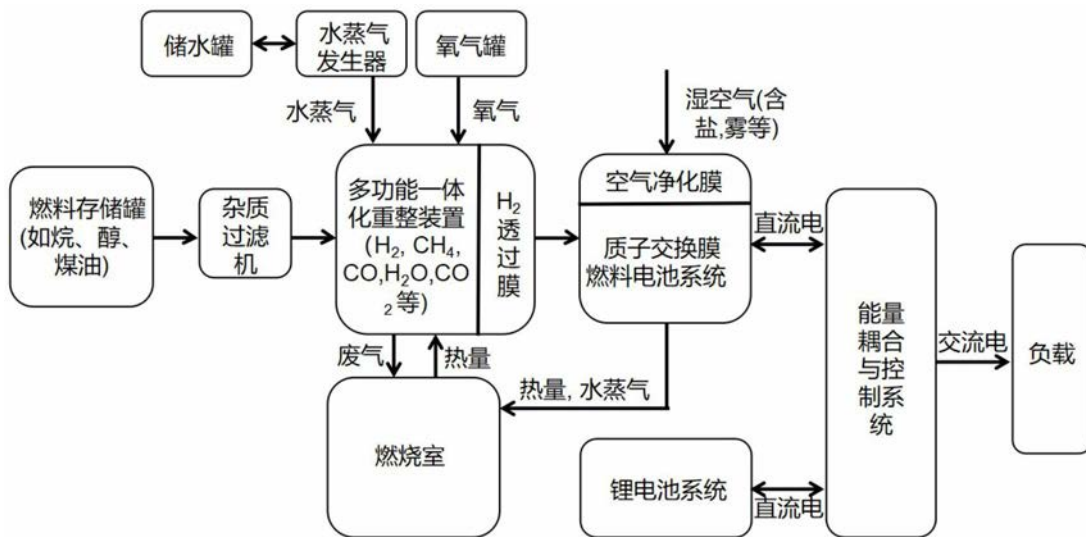 储水罐
水蒸气
发生器
氧气罐
水蒸气
氧气
湿空气(含
盐,雾等)
燃料存储罐
(如烷、醇、
煤油)
杂质
过滤
机
多功能一体
化重整装置
(H₂, CH₄,
CO,H₂O,CO
₂等)
H₂
透
过
膜
空气净化膜
质子交换膜
燃料电池系统
直流电
能量
耦合
与控
制系
统
交流电
负载
废气
热量
热量, 水蒸气
燃烧室
锂电池系统
直流电